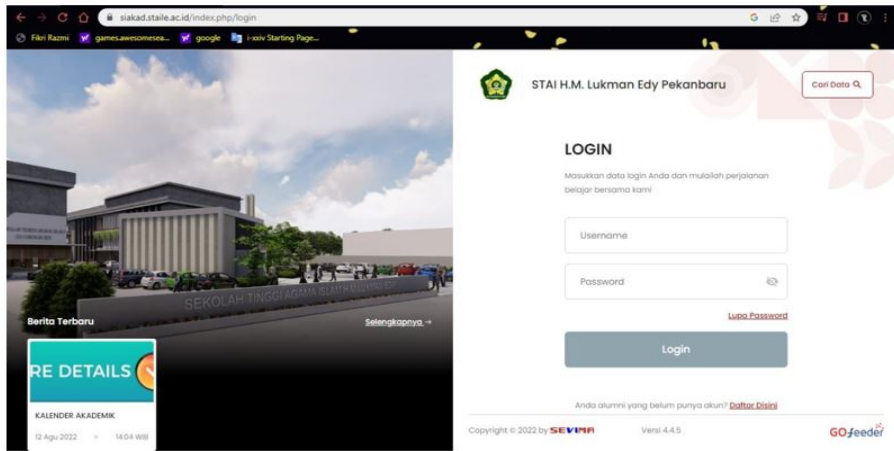 siakad.staile.ac.id/index.php/login
Fikri Razmi
games.awesomesea...
google
i-xxiv Starting Page...
STAI H.M. Lukman Edy Pekanbaru
Cari Data
LOGIN
Masukkan data login Anda dan mulailah perjalanan
belajar bersama kami
Username
Password
Lupa Password
Login
Anda alumni yang belum punya akun? Daftar Disini
Copyright © 2022 by SEVIMA
Versi 4.4.5
GOfeeder
SEKOLAH TINGGI AGAMA ISLAM H.M LUKMAN EDY
Berita Terbaru
Selengkapnya →
RE DETAILS
KALENDER AKADEMIK
12 Agu 2022
14:04 WIB